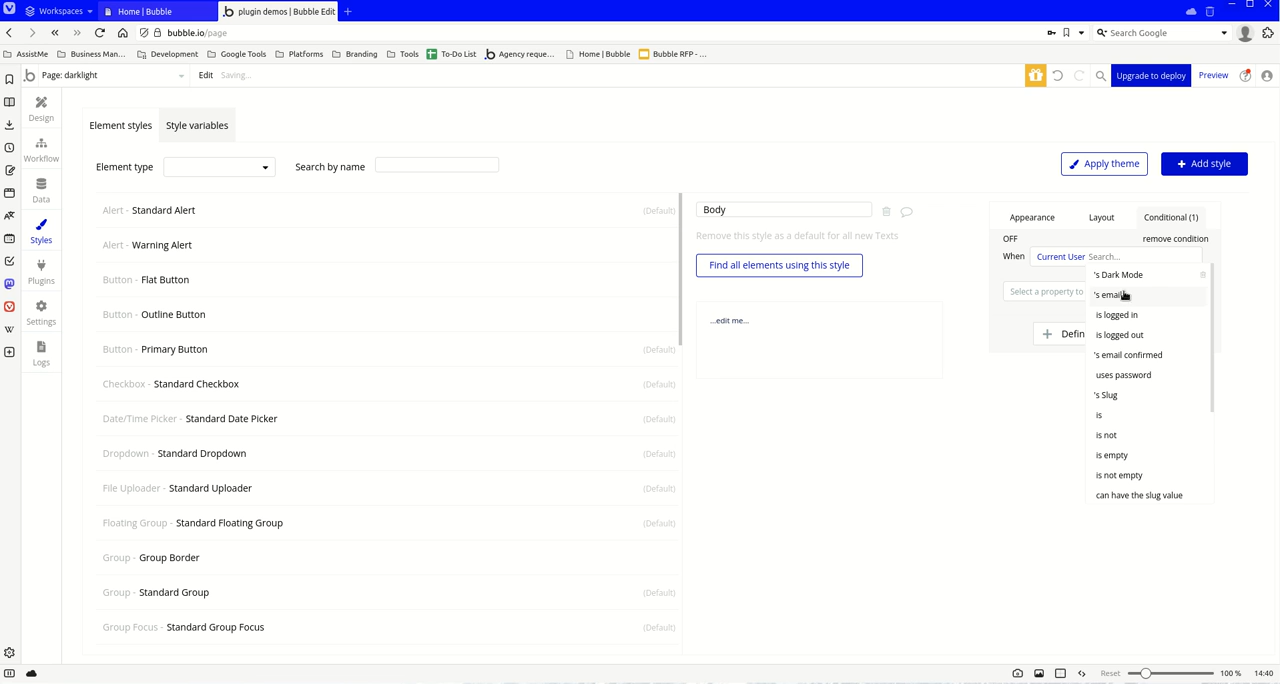 Workspaces
Home | Bubble
plugin demos | Bubble Edit
bubble.io/page
Search Google
AssistMe
Business Man...
Development
Google Tools
Platforms
Branding
Tools
To-Do List
Agency reque...
Home | Bubble
Bubble RFP - ...
Page: darklight
Edit
Saving...
Upgrade to deploy
Preview
Design
Workflow
Data
Styles
Plugins
Settings
Logs
Element styles
Style variables
Element type
Search by name
Apply theme
+ Add style
Alert - Standard Alert (Default)
Alert - Warning Alert
Button - Flat Button
Button - Outline Button
Button - Primary Button (Default)
Checkbox - Standard Checkbox (Default)
Date/Time Picker - Standard Date Picker (Default)
Dropdown - Standard Dropdown (Default)
File Uploader - Standard Uploader (Default)
Floating Group - Standard Floating Group (Default)
Group - Group Border
Group - Standard Group (Default)
Group Focus - Standard Group Focus (Default)
Body
Remove this style as a default for all new Texts
Find all elements using this style
...edit me...
Appearance
Layout
Conditional (1)
OFF
remove condition
When
Current User
Search...
Select a property to
+ Defin
's Dark Mode
's email
is logged in
is logged out
's email confirmed
uses password
's Slug
is
is not
is empty
is not empty
can have the slug value
Reset
100 %
14:40